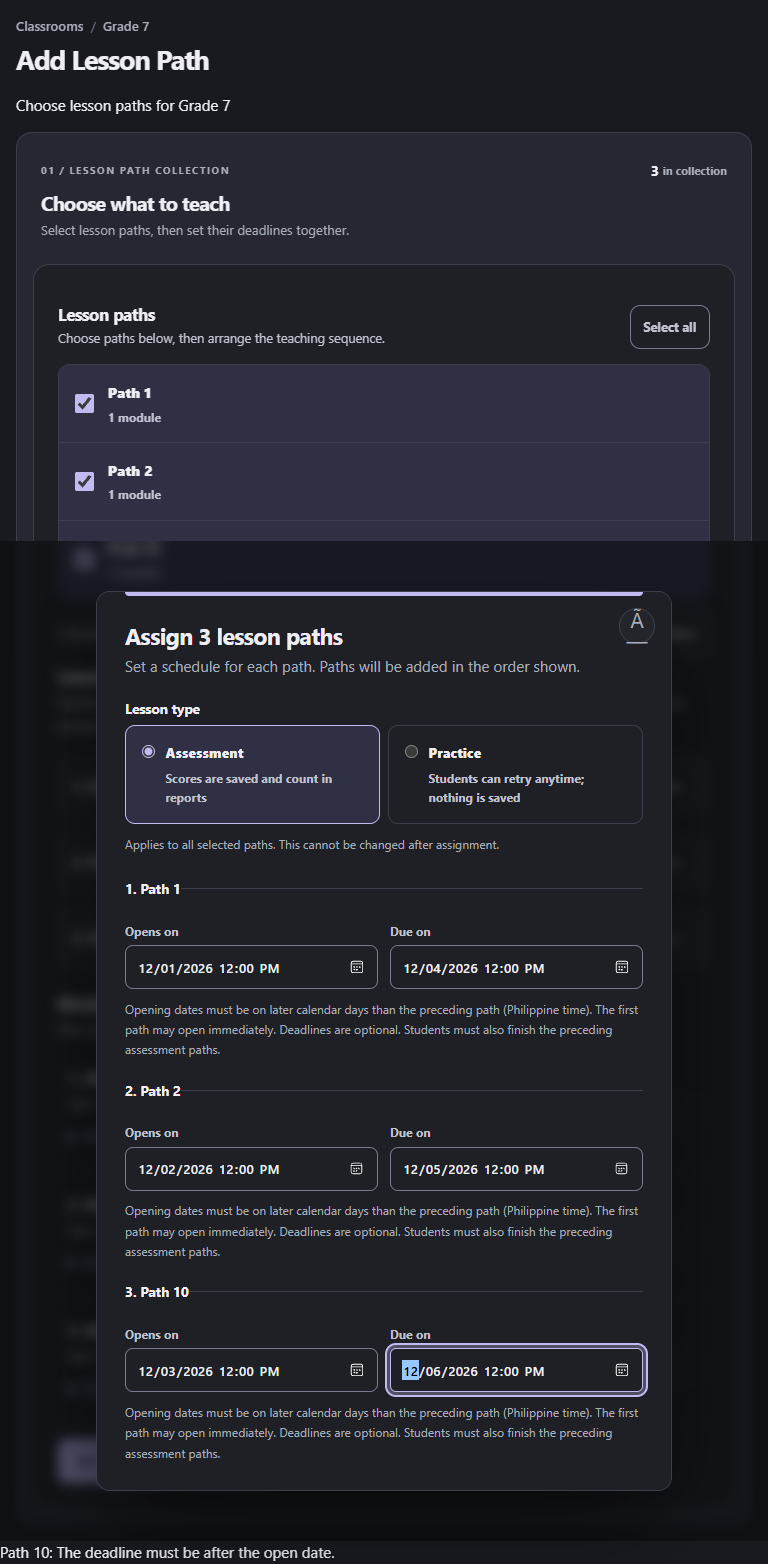 Classrooms / Grade 7
Add Lesson Path
Choose lesson paths for Grade 7
01 / LESSON PATH COLLECTION
3 in collection
Choose what to teach
Select lesson paths, then set their deadlines together.
Lesson paths
Choose paths below, then arrange the teaching sequence.
Select all
Path 1
1 module
Path 2
1 module
Assign 3 lesson paths
Ã
Set a schedule for each path. Paths will be added in the order shown.
Lesson type
Assessment
Scores are saved and count in
reports
Practice
Students can retry anytime;
nothing is saved
Applies to all selected paths. This cannot be changed after assignment.
1. Path 1
Opens on
Due on
12/01/2026 12:00 PM
12/04/2026 12:00 PM
Opening dates must be on later calendar days than the preceding path (Philippine time). The first
path may open immediately. Deadlines are optional. Students must also finish the preceding
assessment paths.
2. Path 2
Opens on
Due on
12/02/2026 12:00 PM
12/05/2026 12:00 PM
Opening dates must be on later calendar days than the preceding path (Philippine time). The first
path may open immediately. Deadlines are optional. Students must also finish the preceding
assessment paths.
3. Path 10
Opens on
Due on
12/03/2026 12:00 PM
12/06/2026 12:00 PM
Opening dates must be on later calendar days than the preceding path (Philippine time). The first
path may open immediately. Deadlines are optional. Students must also finish the preceding
assessment paths.
Path 10: The deadline must be after the open date.